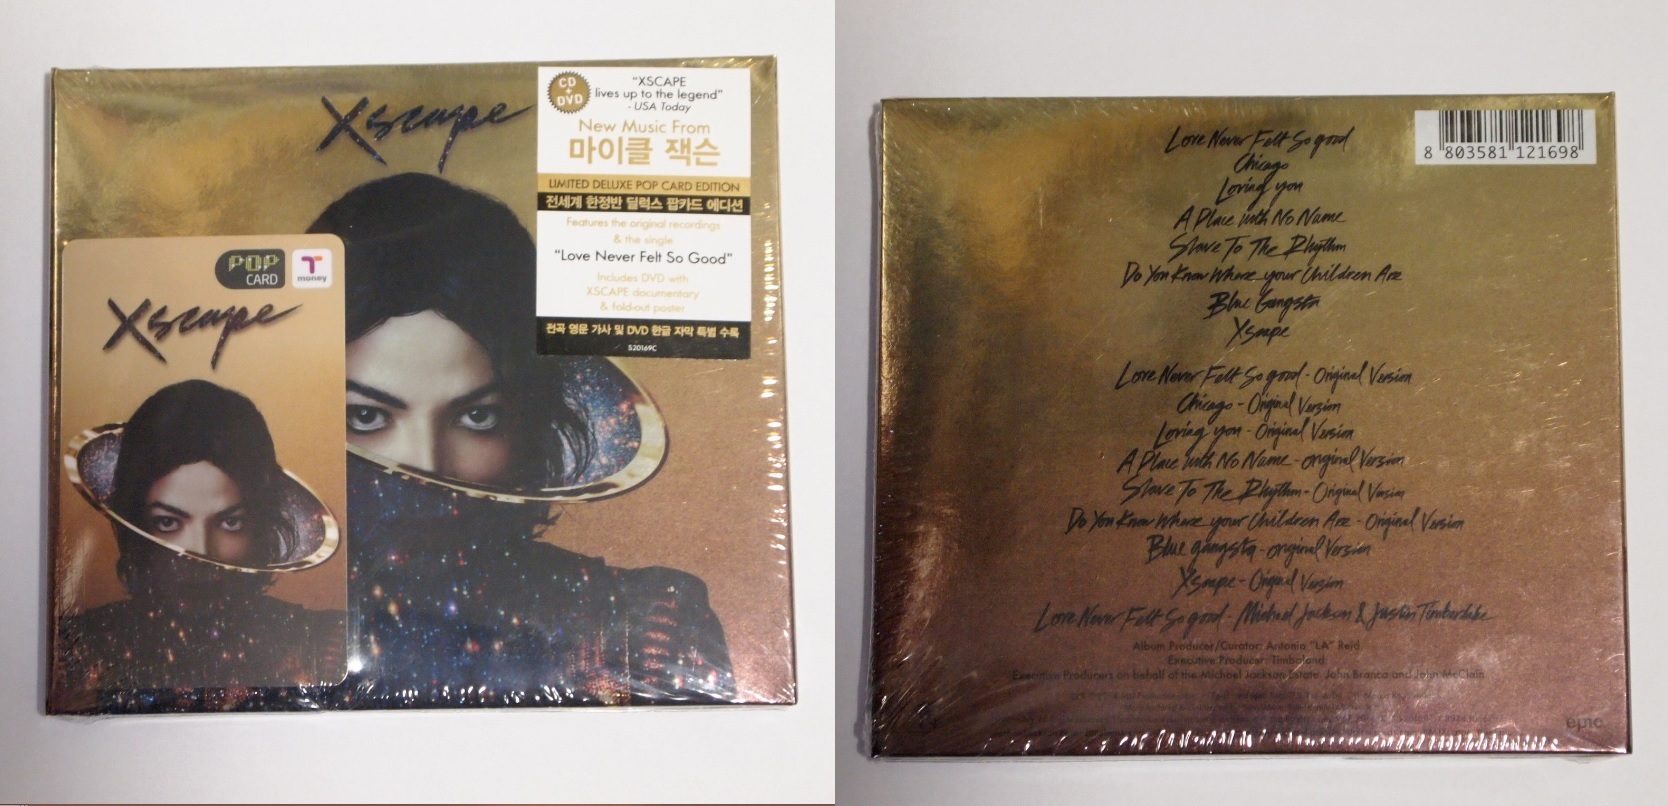 Xscape
CD
+
DVD
"XSCAPE
lives up to the legend"
- USA Today
New Music From
마이클 잭슨
LIMITED DELUXE POP CARD EDITION
전세계 한정반 딜럭스 팝카드 에디션
Features the original recordings
& the single
"Love Never Felt So Good"
Includes DVD with
XSCAPE documentary
& fold-out poster
전곡 영문 가사 및 DVD 한글 자막 특별 수록
S20169C
POP
CARD
T
money
Xscape
8 803581 121698
Love Never Felt So good
Chicago
Loving you
A Place with No Name
Slave To The Rhythm
Do You Know Where your Children Are
Blue Gangsta
Xscape
Love Never Felt So good - Original Version
Chicago - Original Version
Loving you - Original Version
A Place with No Name - original Version
Slave To The Rhythm - Original Version
Do You Know Where your Children Are - Original Version
Blue gangsta - original Version
Xscape - Original Version
Love Never Felt So good - Michael Jackson & Justin Timberlake
Album Producer/Curator: Antonio "LA" Reid
Executive Producer: Timbaland
Executive Producers on behalf of the Michael Jackson Estate: John Branca and John McClain
epic